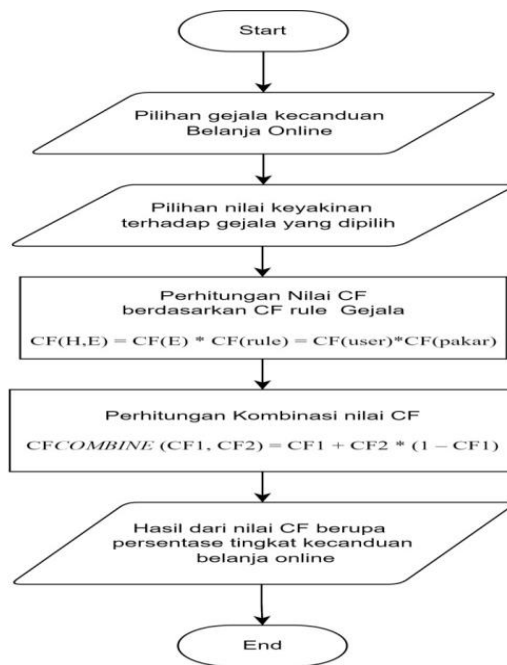 Start
Pilihan gejala kecanduan
Belanja Online
Pilihan nilai keyakinan
terhadap gejala yang dipilih
Perhitungan Nilai CF
berdasarkan CF rule Gejala
CF(H,E) = CF(E) * CF(rule) = CF(user)*CF(pakar)
Perhitungan Kombinasi nilai CF
CFCOMBINE (CF1, CF2) = CF1 + CF2 * (1 – CF1)
Hasil dari nilai CF berupa
persentase tingkat kecanduan
belanja online
End